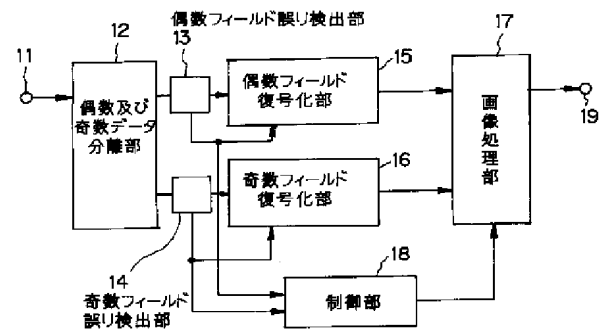 偶数フィールド誤り検出部
11
12
13
15
17
偶数及び
奇数データ
分離部
偶数フィールド
復号化部
画像処理部
19
16
奇数フィールド
復号化部
14
奇数フィールド
誤り検出部
18
制御部